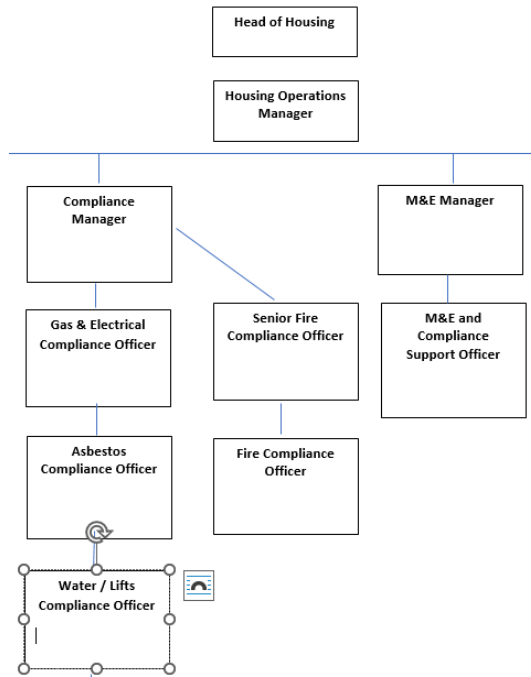 Head of Housing
Housing Operations
Manager
Compliance
Manager
M&E Manager
Gas & Electrical
Compliance Officer
Senior Fire
Compliance Officer
M&E and
Compliance
Support Officer
Asbestos
Compliance Officer
Fire Compliance
Officer
Water / Lifts
Compliance Officer